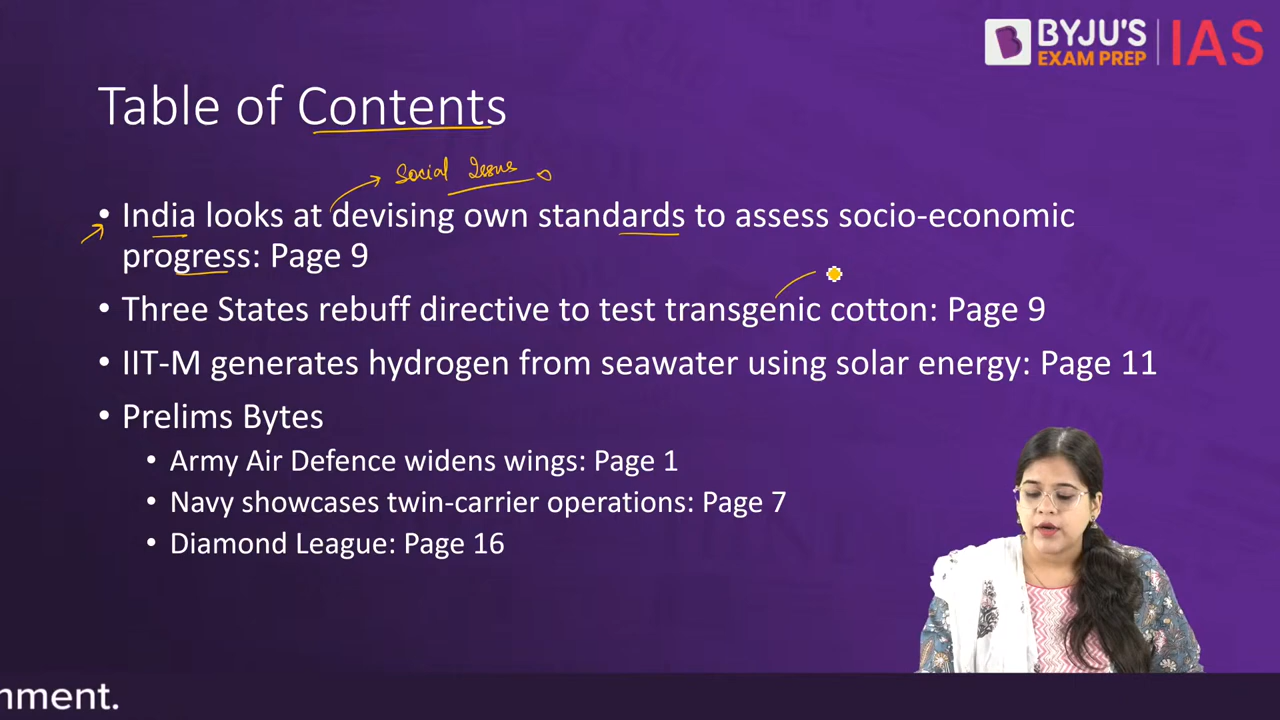 BYJU'S
EXAM PREP
IAS
Table of Contents
Social Issue
• India looks at devising own standards to assess socio-economic
progress: Page 9
• Three States rebuff directive to test transgenic cotton: Page 9
• IIT-M generates hydrogen from seawater using solar energy: Page 11
• Prelims Bytes
• Army Air Defence widens wings: Page 1
• Navy showcases twin-carrier operations: Page 7
• Diamond League: Page 16
nment.